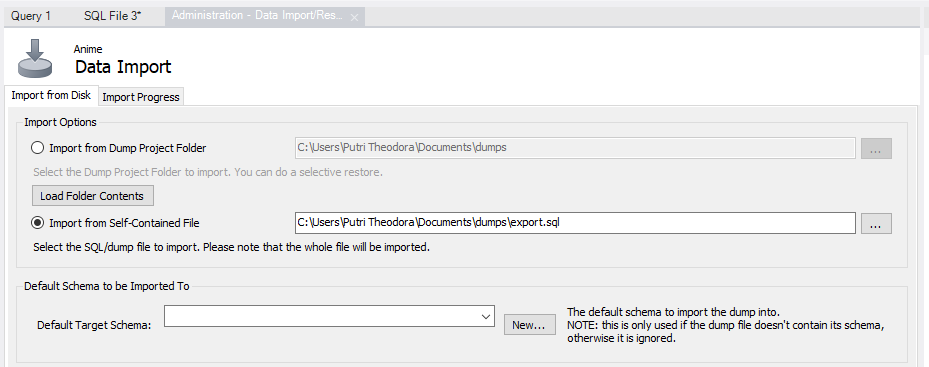 Query 1 SQL File 3* Administration - Data Import/Res...
Anime
Data Import
Import from Disk Import Progress
Import Options
Import from Dump Project Folder C:\Users\Putri Theodora\Documents\dumps ...
Select the Dump Project Folder to import. You can do a selective restore.
Load Folder Contents
Import from Self-Contained File C:\Users\Putri Theodora\Documents\dumps\export.sql ...
Select the SQL/dump file to import. Please note that the whole file will be imported.
Default Schema to be Imported To
Default Target Schema: New...
The default schema to import the dump into.
NOTE: this is only used if the dump file doesn't contain its schema,
otherwise it is ignored.